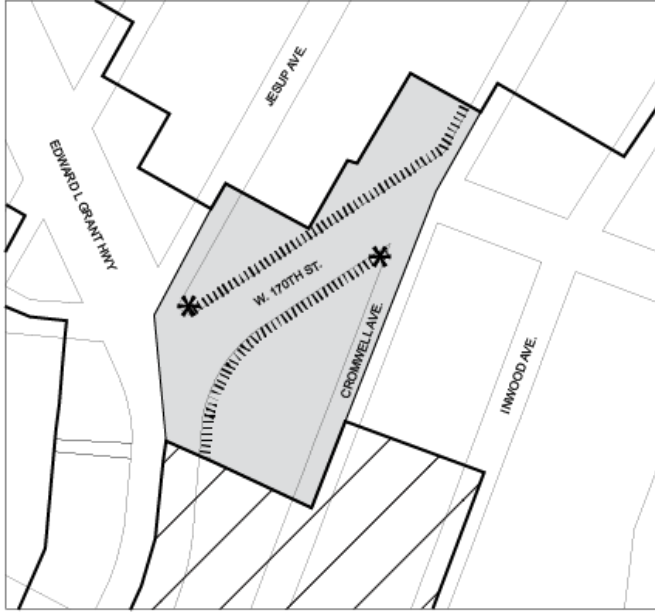 JESUP AVE.
EDWARD L GRANT HWY
W. 170TH ST.
CROMWELL AVE.
INWOOD AVE.